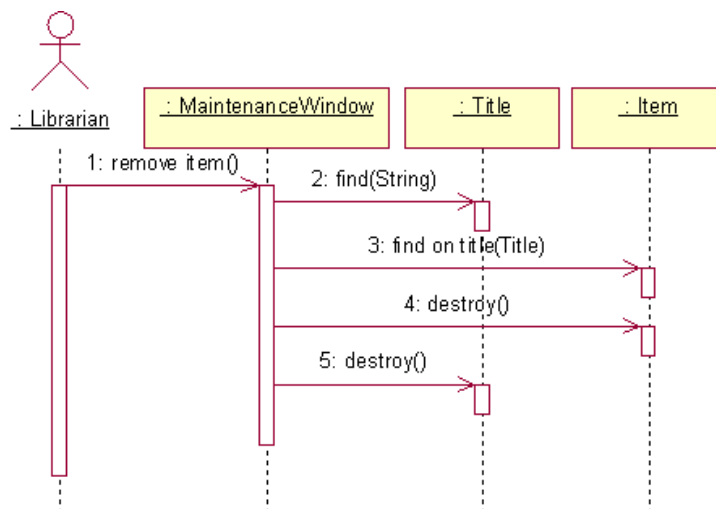 : Librarian
: MaintenanceWindow
: Title
: Item
1: remove item()
2: find(String)
3: find on title(Title)
4: destroy()
5: destroy()